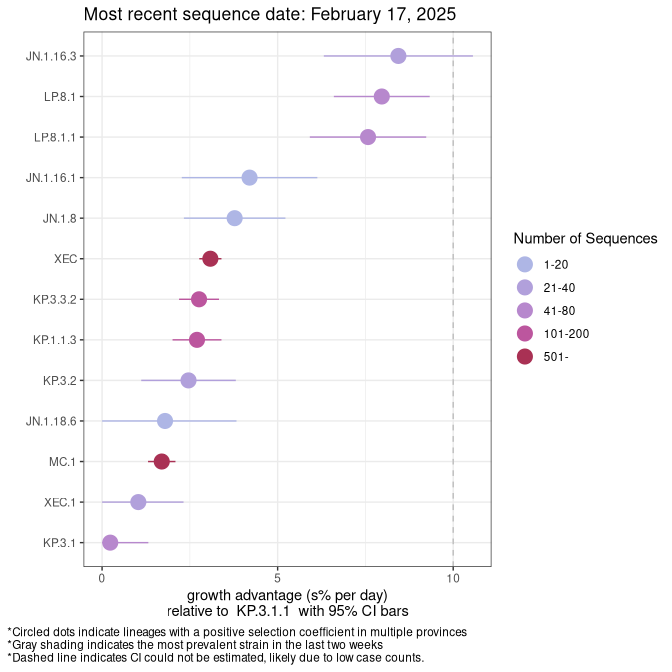 Most recent sequence date: February 17, 2025
JN.1.16.3
LP.8.1
LP.8.1.1
JN.1.16.1
JN.1.8
XEC
KP.3.3.2
KP.1.1.3
KP.3.2
JN.1.18.6
MC.1
XEC.1
KP.3.1
0 5 10
growth advantage (s% per day)
relative to KP.3.1.1 with 95% CI bars
Number of Sequences
1-20
21-40
41-80
101-200
501-
*Circled dots indicate lineages with a positive selection coefficient in multiple provinces
*Gray shading indicates the most prevalent strain in the last two weeks
*Dashed line indicates CI could not be estimated, likely due to low case counts.